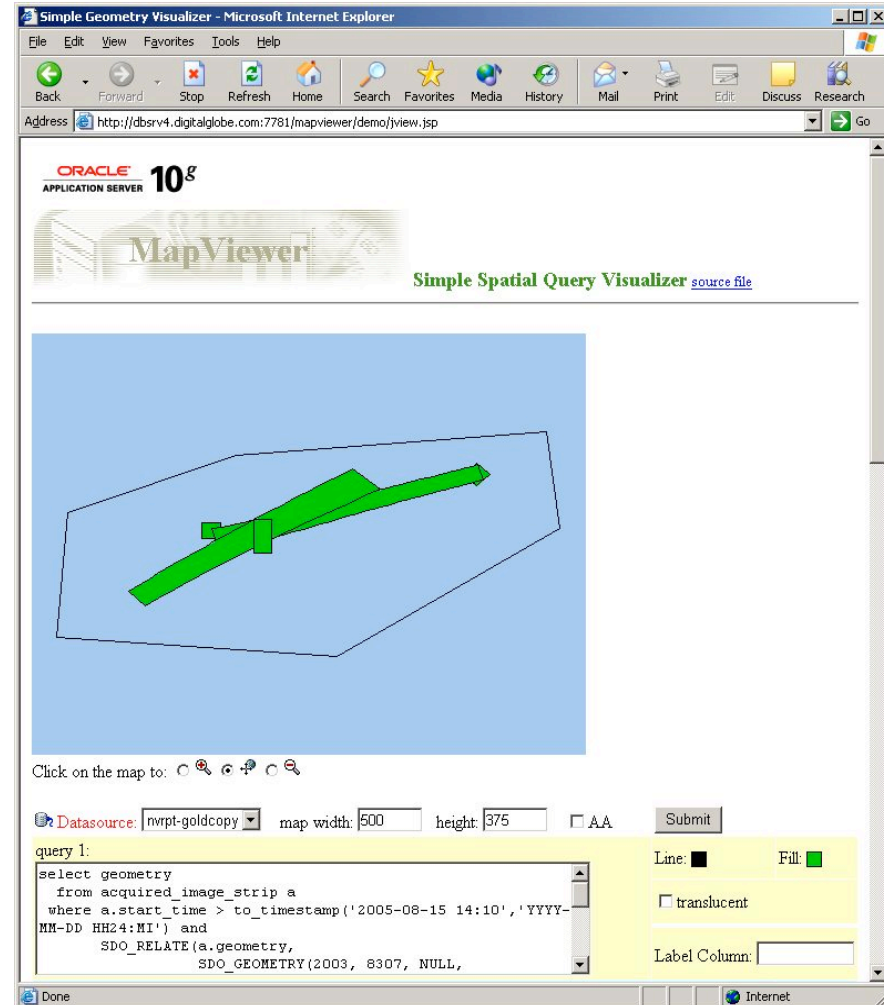 Simple Geometry Visualizer - Microsoft Internet Explorer
File Edit View Favorites Tools Help
Back Forward Stop Refresh Home Search Favorites Media History Mail Print Edit Discuss Research
Address http://dbsrv4.digitalglobe.com:7781/mapviewer/demo/jview.jsp Go
ORACLE
APPLICATION SERVER 10g
MapViewer
Simple Spatial Query Visualizer source file
Click on the map to:
Datasource: nvrpt-goldcopy map width: 500 height: 375 AA Submit
query 1:
Line: Fill:
select geometry
from acquired_image_strip a
where a.start_time > to_timestamp('2005-08-15 14:10','YYYY-
MM-DD HH24:MI') and
SDO_RELATE(a.geometry,
SDO_GEOMETRY(2003, 8307, NULL,
translucent
Label Column:
Done Internet